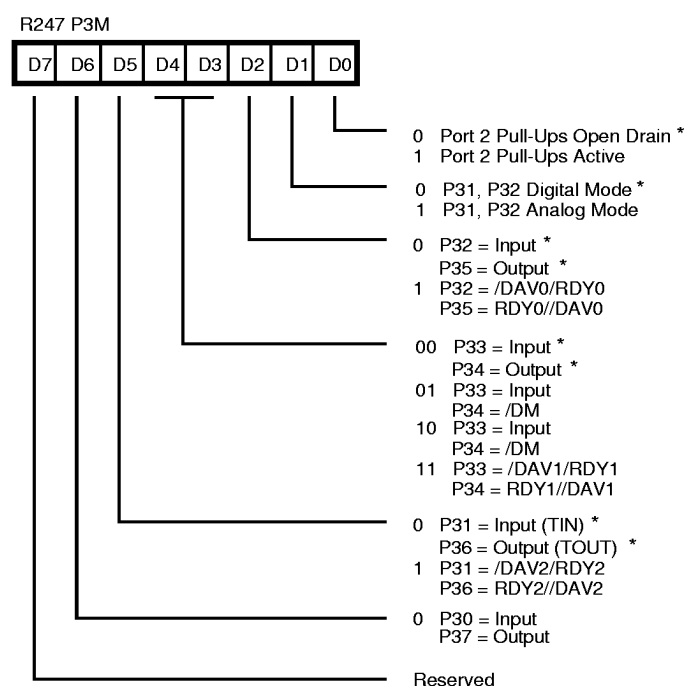 R247 P3M
D7 D6 D5 D4 D3 D2 D1 D0
0 Port 2 Pull-Ups Open Drain *
1 Port 2 Pull-Ups Active
0 P31, P32 Digital Mode *
1 P31, P32 Analog Mode
0 P32 = Input *
P35 = Output *
1 P32 = /DAV0/RDY0
P35 = RDY0//DAV0
00 P33 = Input *
P34 = Output *
01 P33 = Input
P34 = /DM
10 P33 = Input
P34 = /DM
11 P33 = /DAV1/RDY1
P34 = RDY1//DAV1
0 P31 = Input (TIN) *
P36 = Output (TOUT) *
1 P31 = /DAV2/RDY2
P36 = RDY2//DAV2
0 P30 = Input
P37 = Output
Reserved